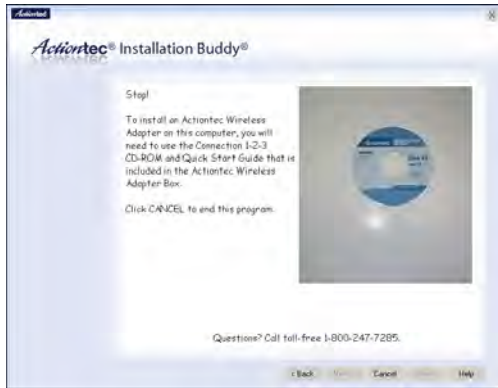 Actiontec
Actiontec® Installation Buddy®
Stop!
To install an Actiontec Wireless
Adapter on this computer, you will
need to use the Connection 1-2-3
CD-ROM and Quick Start Guide that is
included in the Actiontec Wireless
Adapter Box.
Click CANCEL to end this program.
Questions? Call toll-free 1-800-247-7285.
< Back
Cancel
Help